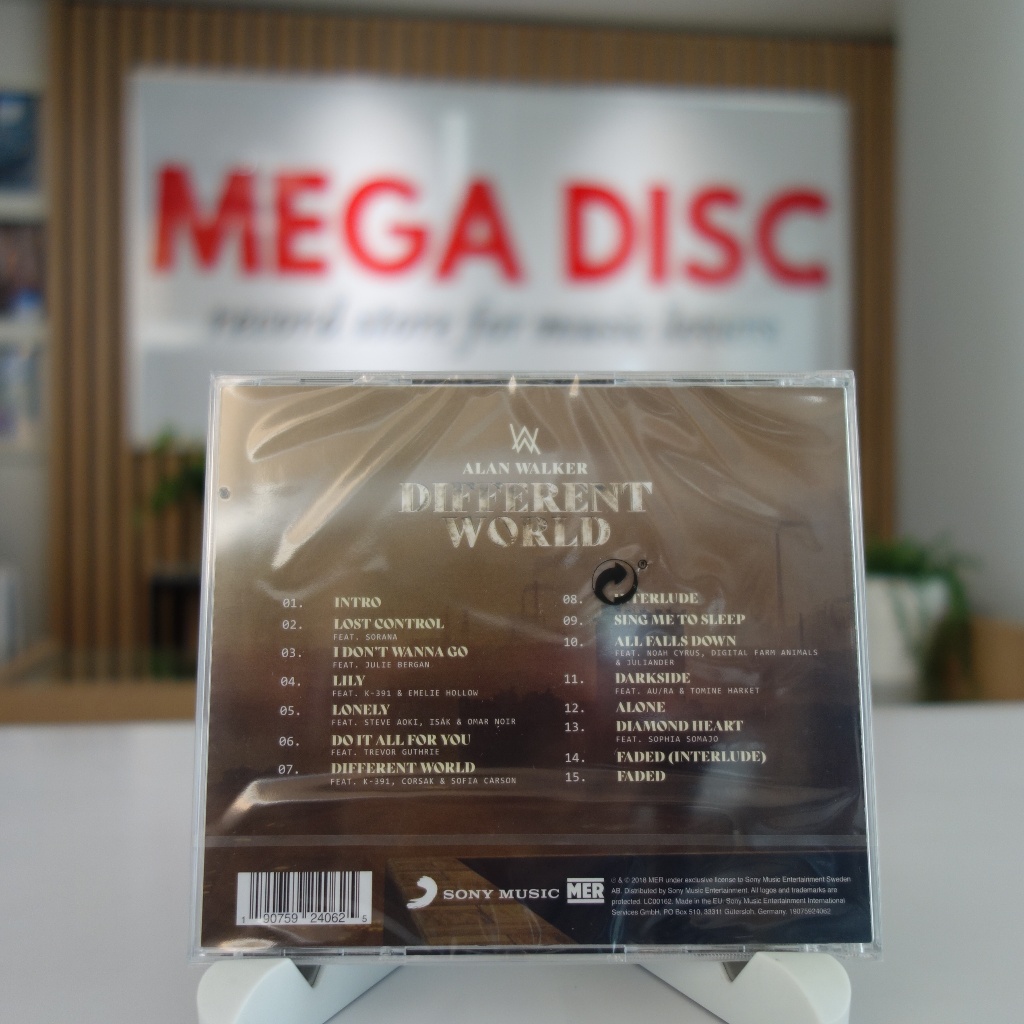 MEGA DISC
record store for music lovers
ALAN WALKER
DIFFERENT
WORLD
01. INTRO
02. LOST CONTROL
FEAT. SORANA
03. I DON'T WANNA GO
FEAT. JULIE BERGAN
04. LILY
FEAT. K-391 & EMELIE HOLLOW
05. LONELY
FEAT. STEVE AOKI, ISÁK & OMAR NOIR
06. DO IT ALL FOR YOU
FEAT. TREVOR GUTHRIE
07. DIFFERENT WORLD
FEAT. K-391, CORSAK & SOFIA CARSON
08. INTERLUDE
09. SING ME TO SLEEP
10. ALL FALLS DOWN
FEAT. NOAH CYRUS, DIGITAL FARM ANIMALS
& JULIANDER
11. DARKSIDE
FEAT. AU/RA & TOMINE HARKET
12. ALONE
13. DIAMOND HEART
FEAT. SOPHIA SOMAJO
14. FADED (INTERLUDE)
15. FADED
1 90759 24062 5
SONY MUSIC
MER
℗ & © 2018 MER under exclusive license to Sony Music Entertainment Sweden
AB. Distributed by Sony Music Entertainment. All logos and trademarks are
protected. LC00162. Made in the EU. Sony Music Entertainment International
Services GmbH, PO Box 510, 33311 Gütersloh, Germany. 19075924062